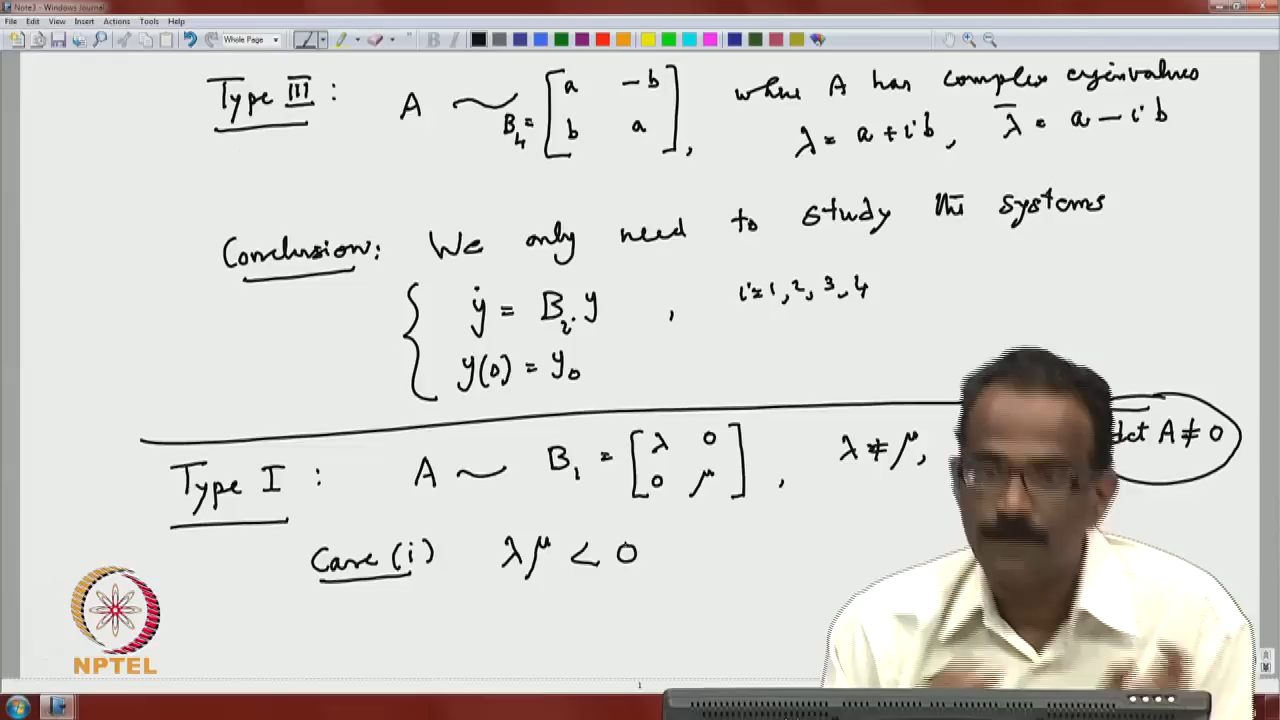 Note3 - Windows Journal
File Edit View Insert Actions Tools Help
Whole Page
Type III : A ~ B4 = [a -b; b a], where A has complex eigenvalues
λ = a + ib, λ̄ = a - ib
Conclusion: We only need to study the systems
{ ẏ = Bi y , i = 1, 2, 3, 4
y(0) = y0
Type I : A ~ B1 = [λ 0; 0 μ], λ ≠ μ, det A ≠ 0
Case (i) λμ < 0
NPTEL
1